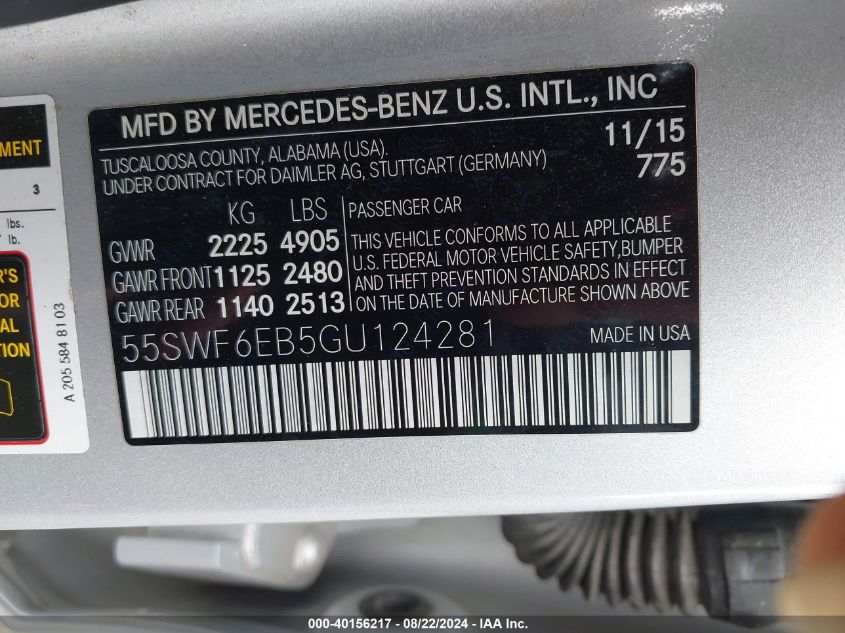 MFD BY MERCEDES-BENZ U.S. INTL., INC
TUSCALOOSA COUNTY, ALABAMA (USA).
UNDER CONTRACT FOR DAIMLER AG, STUTTGART (GERMANY)
11/15
775
KG LBS
GVWR 2225 4905
GAWR FRONT 1125 2480
GAWR REAR 1140 2513
PASSENGER CAR
THIS VEHICLE CONFORMS TO ALL APPLICABLE
U.S. FEDERAL MOTOR VEHICLE SAFETY, BUMPER
AND THEFT PREVENTION STANDARDS IN EFFECT
ON THE DATE OF MANUFACTURE SHOWN ABOVE
55SWF6EB5GU124281
MADE IN USA
MENT
3
lbs.
lb.
R'S
OR
AL
TION
A 205 584 81 03
000-40156217 - 08/22/2024 - IAA Inc.